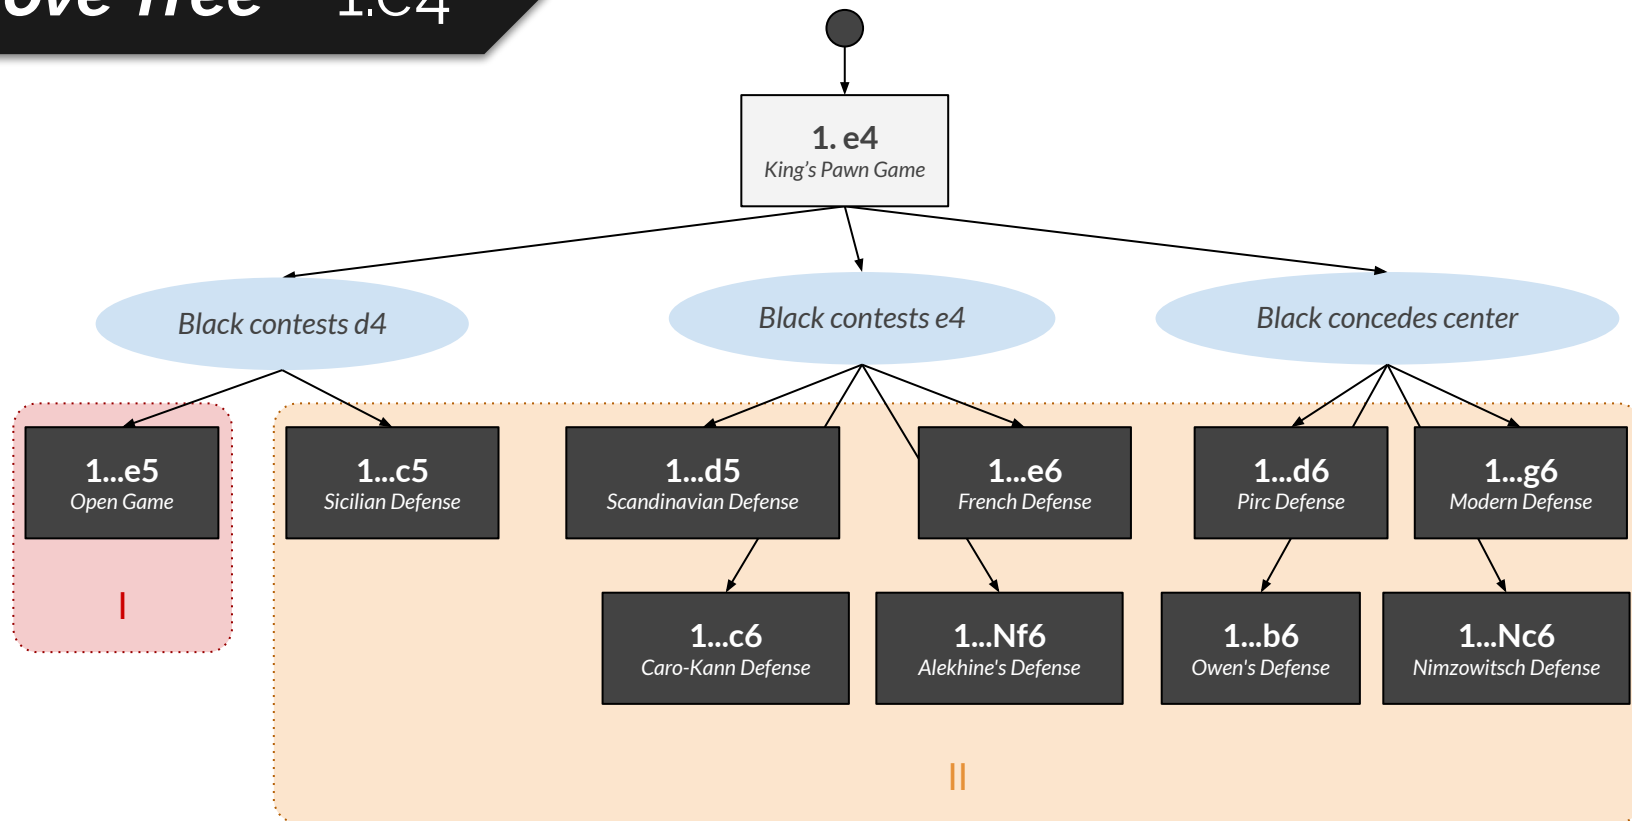 1.e4
1. e4
King's Pawn Game
Black contests d4
Black contests e4
Black concedes center
1...e5
Open Game
1...c5
Sicilian Defense
1...d5
Scandinavian Defense
1...e6
French Defense
1...d6
Pirc Defense
1...g6
Modern Defense
I
1...c6
Caro-Kann Defense
1...Nf6
Alekhine's Defense
1...b6
Owen's Defense
1...Nc6
Nimzowitsch Defense
II